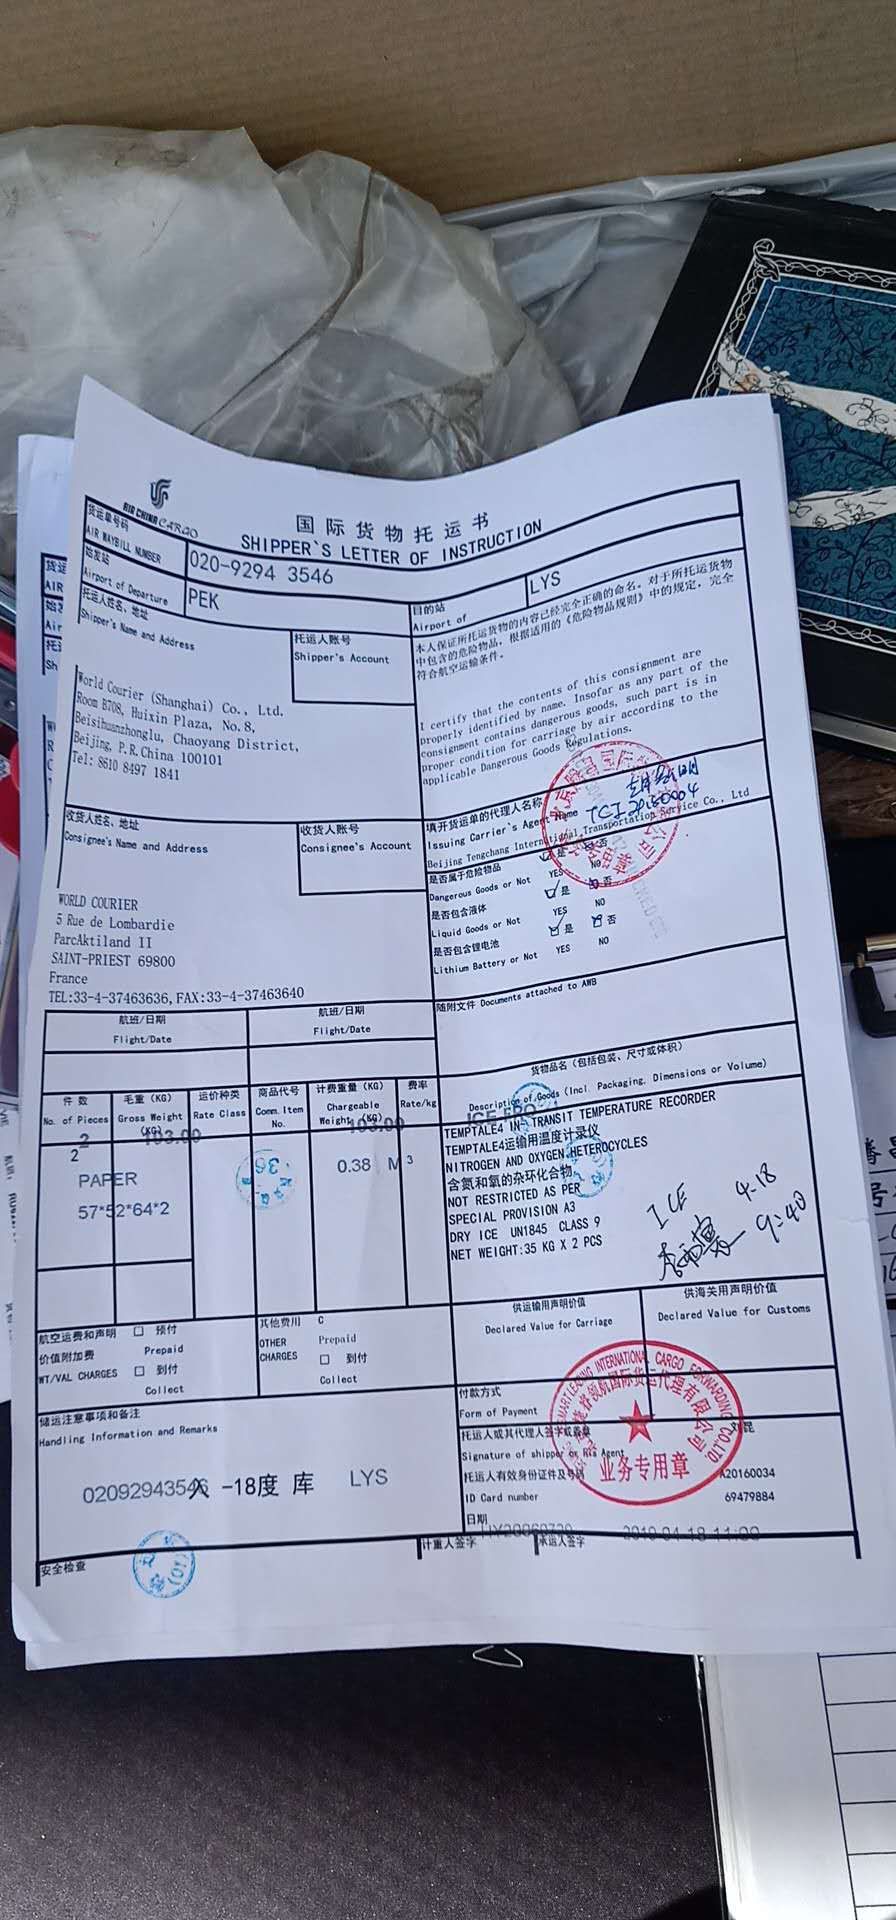 AIR CHINA CARGO
国际货物托运书
SHIPPER`S LETTER OF INSTRUCTION
货运单号码
AIR WAYBILL NUMBER
020-9294 3546
始发站
Airport of Departure
PEK
目的站
Airport of
LYS
托运人姓名、地址
Shipper's Name and Address
托运人账号
Shipper's Account
World Courier (Shanghai) Co., Ltd.
Room B708, Huixin Plaza, No.8,
Beisihuanzhonglu, Chaoyang District,
Beijing, P.R.China 100101
Tel: 8610 8497 1841
本人保证所托运货物的内容已经完全正确的命名。对于所托运货物
中包含的危险物品，根据适用的《危险物品规则》中的规定，完全
符合航空运输条件。
I certify that the contents of this consignment are
properly identified by name. Insofar as any part of the
consignment contains dangerous goods, such part is in
proper condition for carriage by air according to the
applicable Dangerous Goods Regulations.
收货人姓名、地址
Consignee's Name and Address
收货人账号
Consignee's Account
WORLD COURIER
5 Rue de Lombardie
ParcAktiland II
SAINT-PRIEST 69800
France
TEL:33-4-37463636, FAX:33-4-37463640
填开货运单的代理人名称
Issuing Carrier's Agent Name
Beijing Tengchang International Transportation Service Co., Ltd
是否属于危险物品
Dangerous Goods or Not
是 否
YES NO
是否包含液体
Liquid Goods or Not
是 否
YES NO
是否包含锂电池
Lithium Battery or Not
是 否
YES NO
航班/日期
Flight/Date
航班/日期
Flight/Date
随附文件 Documents attached to AWB
件数
No. of Pieces
毛重 (KG)
Gross Weight
(KG)
运价种类
Rate Class
商品代号
Comm. Item
No.
计费重量 (KG)
Chargeable
Weight (KG)
费率
Rate/kg
货物品名（包括包装、尺寸或体积）
Description of Goods (Incl. Packaging, Dimensions or Volume)
2
193.00
193.00
2
PAPER
57*52*64*2
0.38 M3
TEMPTALE4 IN-TRANSIT TEMPERATURE RECORDER
TEMPTALE4运输用温度计录仪
NITROGEN AND OXYGEN HETEROCYCLES
含氮和氧的杂环化合物
NOT RESTRICTED AS PER
SPECIAL PROVISION A3
DRY ICE UN1845 CLASS 9
NET WEIGHT:35 KG X 2 PCS
ICE 4.18
9:40
航空运费和声明
价值附加费
WT/VAL CHARGES
预付
Prepaid
到付
Collect
其他费用
OTHER
CHARGES
C
Prepaid
到付
Collect
供运输用声明价值
Declared Value for Carriage
供海关用声明价值
Declared Value for Customs
付款方式
Form of Payment
储运注意事项和备注
Handling Information and Remarks
02092943546 入 -18度 库 LYS
托运人或其代理人签字或盖章
Signature of shipper or His Agent
刘昆
托运人有效身份证件及号码
ID Card number
A20160034
69479884
业务专用章
日期
2019-04-18 11:00
安全检查
计重人签字
承运人签字